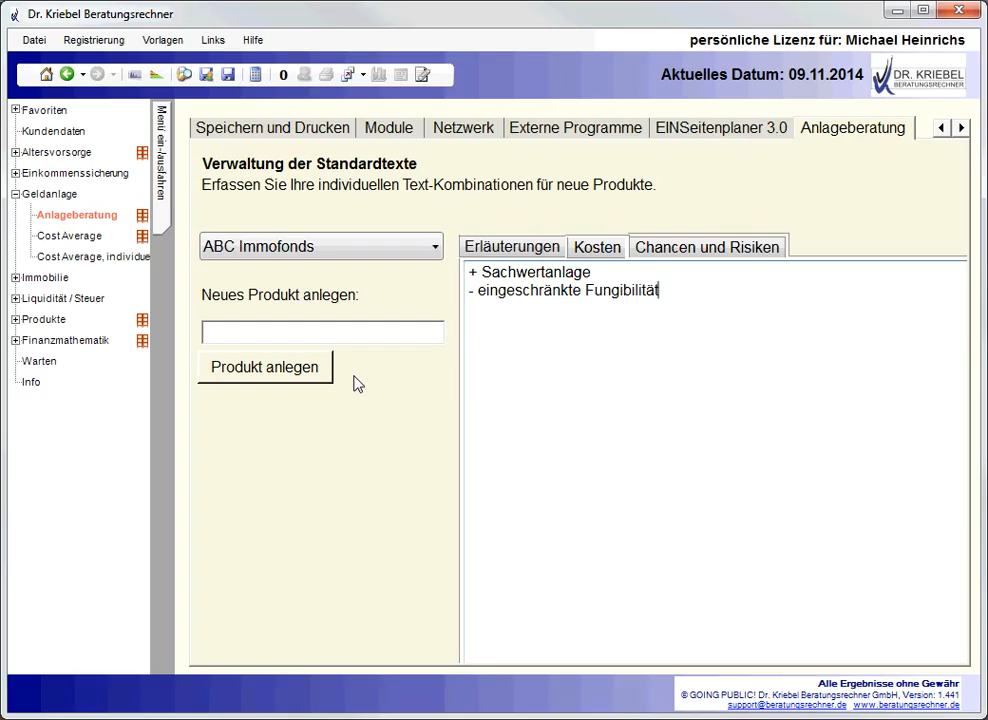 Dr. Kriebel Beratungsrechner
Datei Registrierung Vorlagen Links Hilfe
persönliche Lizenz für: Michael Heinrichs
0
Aktuelles Datum: 09.11.2014
DR. KRIEBEL
BERATUNGSRECHNER
Favoriten
Kundendaten
Altersvorsorge
Einkommenssicherung
Geldanlage
Anlageberatung
Cost Average
Cost Average, individue
Immobilie
Liquidität / Steuer
Produkte
Finanzmathematik
Warten
Info
Menü ein-/ausfahren
Speichern und Drucken Module Netzwerk Externe Programme EINSeitenplaner 3.0 Anlageberatung
Verwaltung der Standardtexte
Erfassen Sie Ihre individuellen Text-Kombinationen für neue Produkte.
ABC Immofonds
Neues Produkt anlegen:
Produkt anlegen
Erläuterungen Kosten Chancen und Risiken
+ Sachwertanlage
- eingeschränkte Fungibilität
Alle Ergebnisse ohne Gewähr
© GOING PUBLIC! Dr. Kriebel Beratungsrechner GmbH, Version: 1.441
support@beratungsrechner.de www.beratungsrechner.de